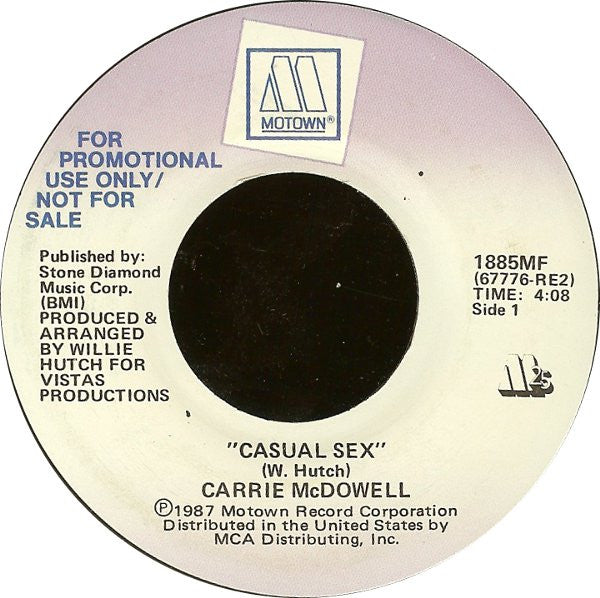 MOTOWN®
FOR
PROMOTIONAL
USE ONLY/
NOT FOR
SALE
Published by:
Stone Diamond
Music Corp.
(BMI)
PRODUCED &
ARRANGED
BY WILLIE
HUTCH FOR
VISTAS
PRODUCTIONS
1885MF
(67776-RE2)
TIME: 4:08
Side 1
M25
"CASUAL SEX"
(W. Hutch)
CARRIE McDOWELL
Ⓟ1987 Motown Record Corporation
Distributed in the United States by
MCA Distributing, Inc.